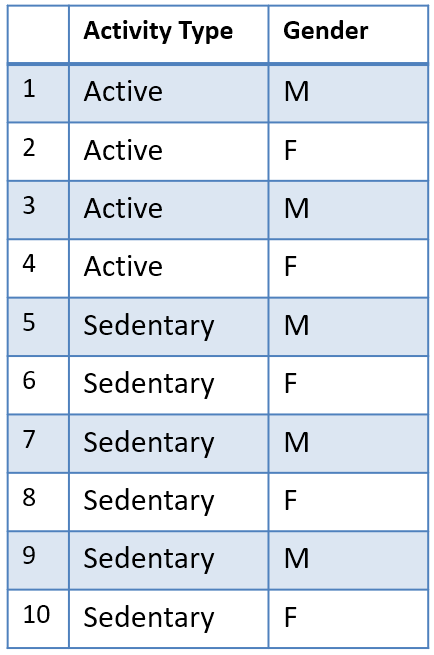 Activity Type Gender
1 Active M
2 Active F
3 Active M
4 Active F
5 Sedentary M
6 Sedentary F
7 Sedentary M
8 Sedentary F
9 Sedentary M
10 Sedentary F